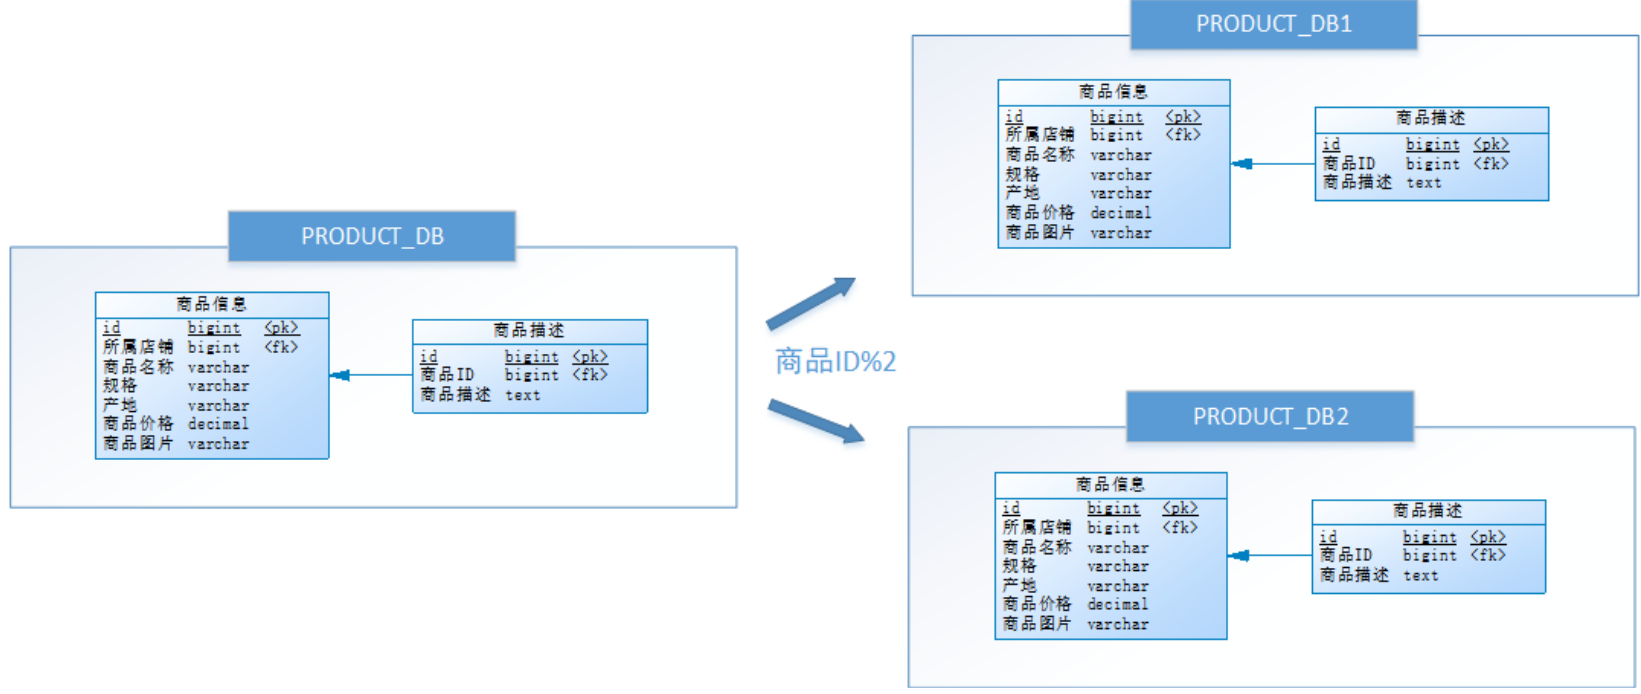 PRODUCT_DB
商品信息
id bigint <pk>
所属店铺 bigint <fk>
商品名称 varchar
规格 varchar
产地 varchar
商品价格 decimal
商品图片 varchar
商品描述
id bigint <pk>
商品ID bigint <fk>
商品描述 text
商品ID%2
PRODUCT_DB1
商品信息
id bigint <pk>
所属店铺 bigint <fk>
商品名称 varchar
规格 varchar
产地 varchar
商品价格 decimal
商品图片 varchar
商品描述
id bigint <pk>
商品ID bigint <fk>
商品描述 text
PRODUCT_DB2
商品信息
id bigint <pk>
所属店铺 bigint <fk>
商品名称 varchar
规格 varchar
产地 varchar
商品价格 decimal
商品图片 varchar
商品描述
id bigint <pk>
商品ID bigint <fk>
商品描述 text